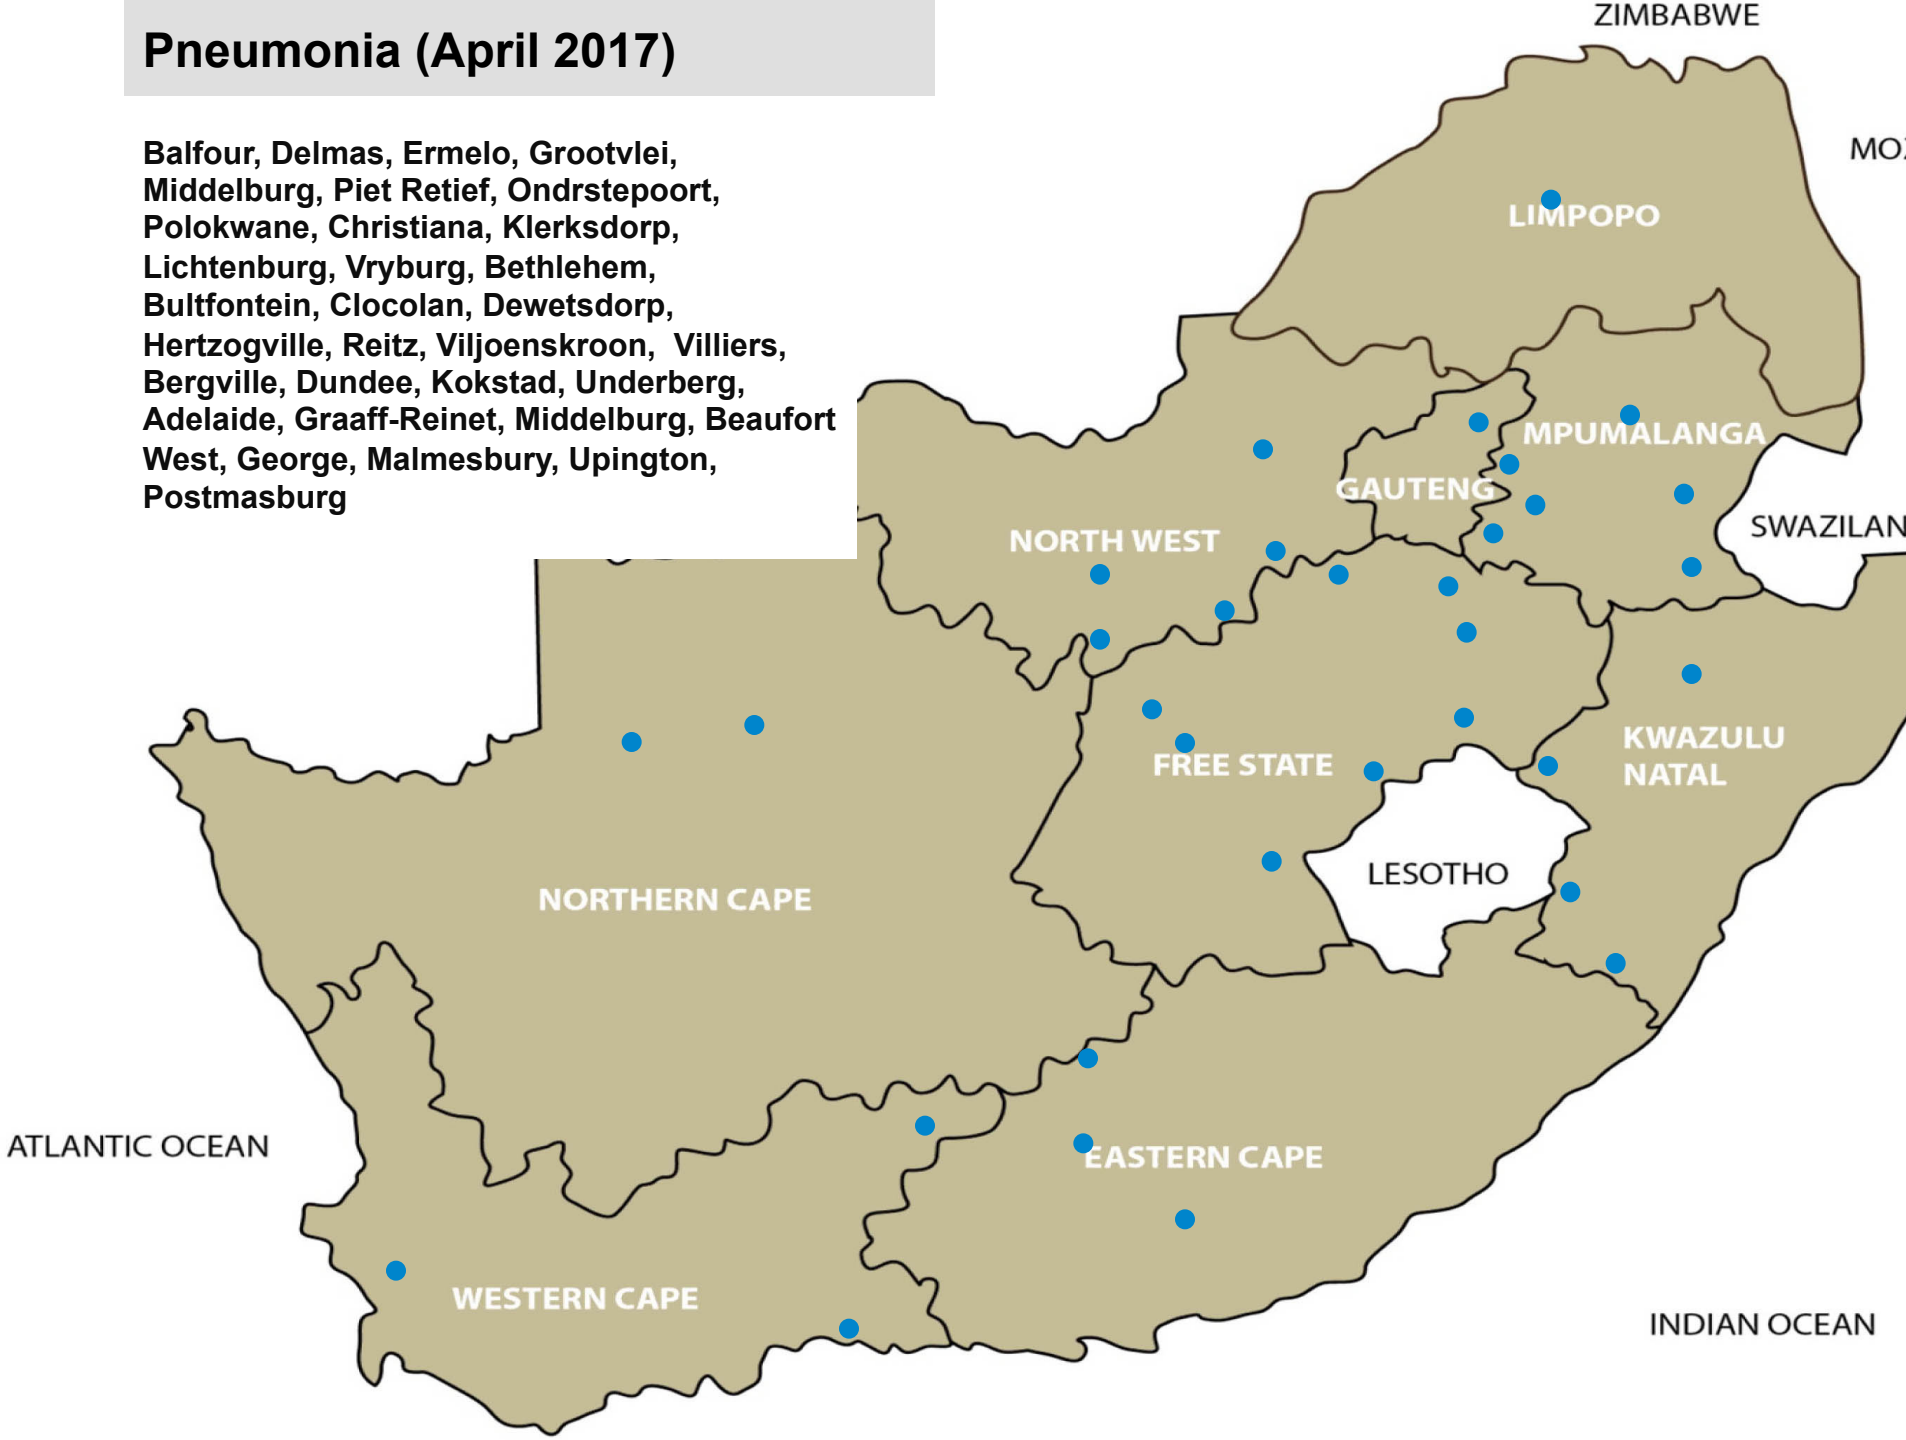 ZIMBABWE
Pneumonia (April 2017)
Balfour, Delmas, Ermelo, Grootvlei,
Middelburg, Piet Retief, Ondrstepoort,
Polokwane, Christiana, Klerksdorp,
Lichtenburg, Vryburg, Bethlehem,
Bultfontein, Clocolan, Dewetsdorp,
Hertzogville, Reitz, Viljoenskroon, Villiers,
Bergville, Dundee, Kokstad, Underberg,
Adelaide, Graaff-Reinet, Middelburg, Beaufort
West, George, Malmesbury, Upington,
Postmasburg
MOZ
LIMPOPO
MPUMALANGA
GAUTENG
NORTH WEST
SWAZILAN
KWAZULU
NATAL
FREE STATE
LESOTHO
NORTHERN CAPE
ATLANTIC OCEAN
EASTERN CAPE
WESTERN CAPE
INDIAN OCEAN